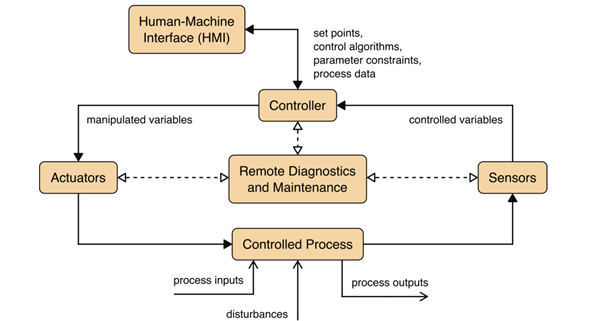 Human-Machine
Interface (HMI)
set points,
control algorithms,
parameter constraints,
process data
Controller
manipulated variables
controlled variables
Actuators
Remote Diagnostics
and Maintenance
Sensors
Controlled Process
process inputs
process outputs
disturbances